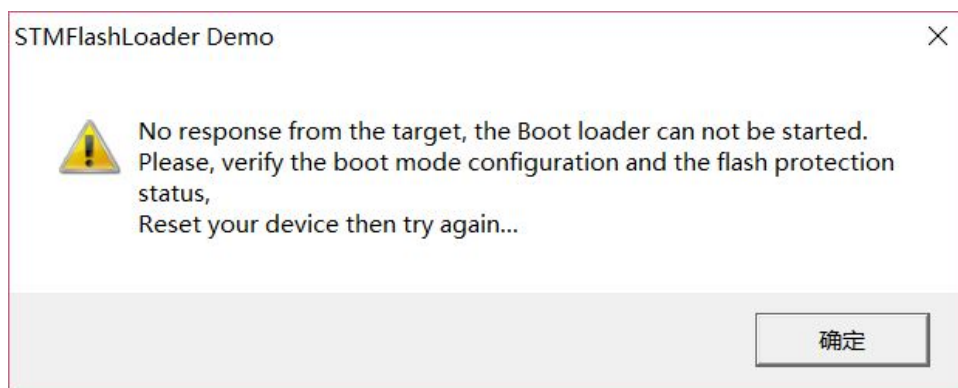 STMFlashLoader Demo
No response from the target, the Boot loader can not be started.
Please, verify the boot mode configuration and the flash protection
status,
Reset your device then try again...
确定